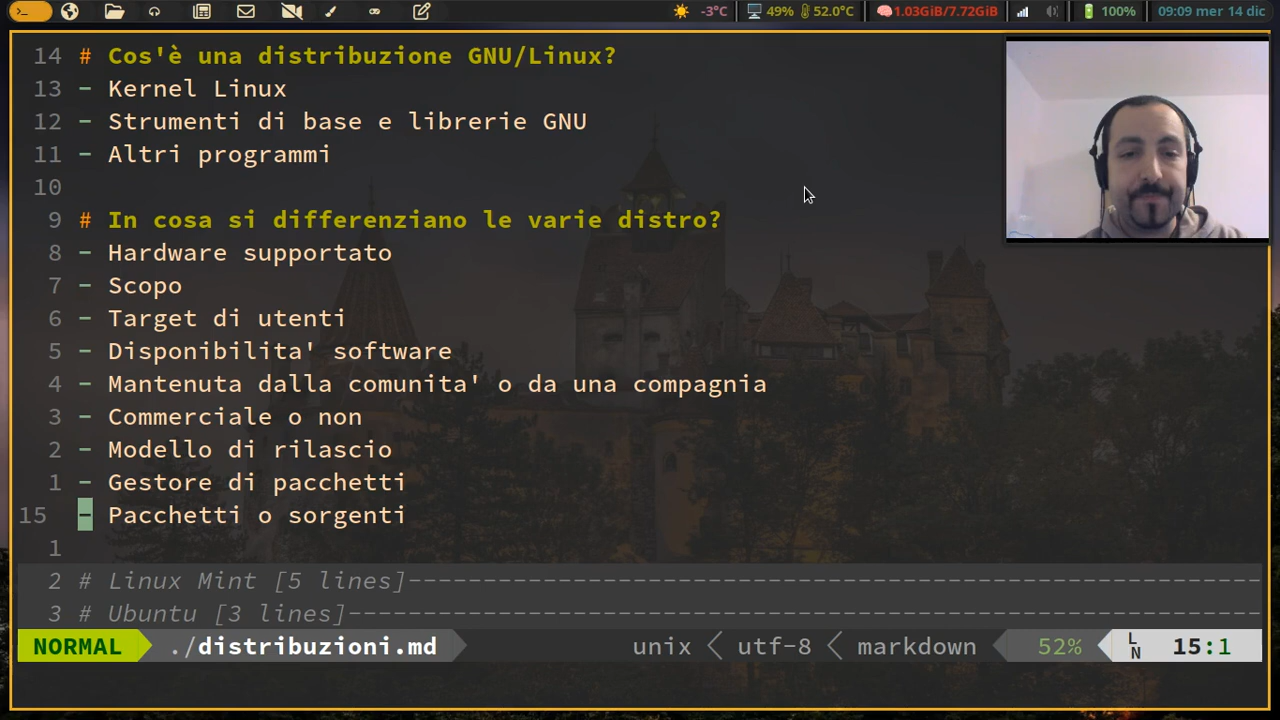 -3°C 49% 52.0°C 1.03GiB/7.72GiB 100% 09:09 mer 14 dic
14 # Cos'è una distribuzione GNU/Linux?
13 - Kernel Linux
12 - Strumenti di base e librerie GNU
11 - Altri programmi
10
9 # In cosa si differenziano le varie distro?
8 - Hardware supportato
7 - Scopo
6 - Target di utenti
5 - Disponibilita' software
4 - Mantenuta dalla comunita' o da una compagnia
3 - Commerciale o non
2 - Modello di rilascio
1 - Gestore di pacchetti
15 - Pacchetti o sorgenti
1
2 # Linux Mint [5 lines]---------------------------------------------------------
3 # Ubuntu [3 lines]-------------------------------------------------------------
NORMAL ./distribuzioni.md unix utf-8 markdown 52% LN 15:1